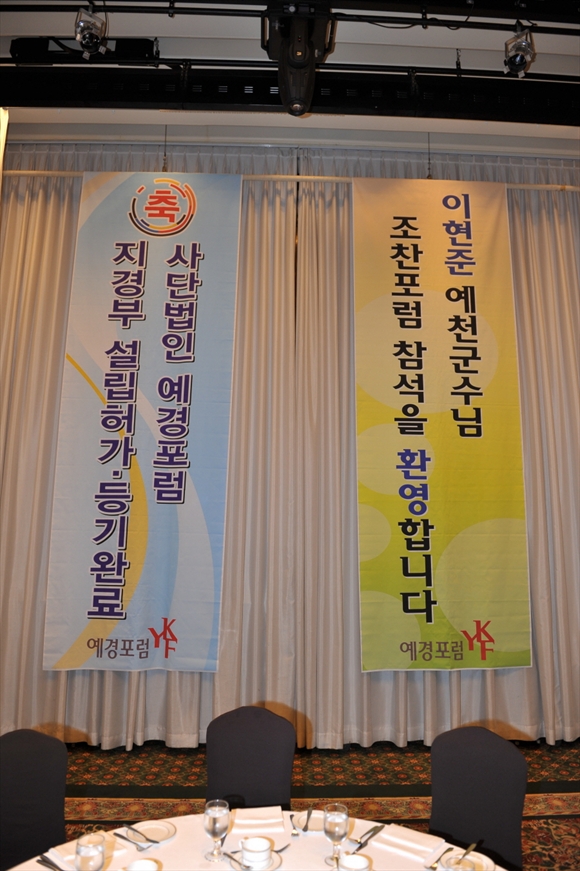 축
사단법인 예경포럼
지경부 설립허가·등기완료
예경포럼 YKF
이현준 예천군수님
조찬포럼 참석을 환영합니다
예경포럼 YKF